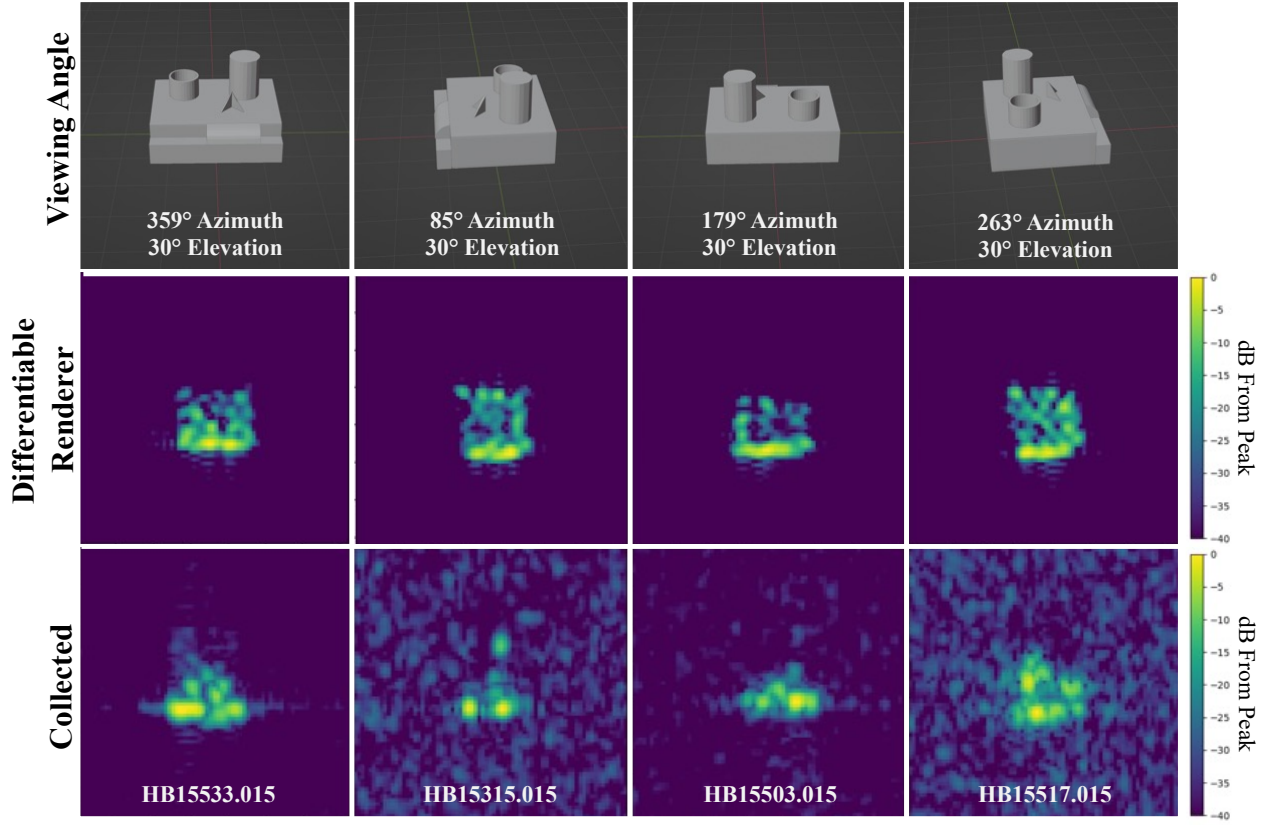 Viewing Angle
359° Azimuth
30° Elevation
85° Azimuth
30° Elevation
179° Azimuth
30° Elevation
263° Azimuth
30° Elevation
Differentiable
Renderer
0
−5
−10
−15
−20
−25
−30
−35
−40
dB From Peak
Collected
HB15533.015
HB15315.015
HB15503.015
HB15517.015
0
−5
−10
−15
−20
−25
−30
−35
−40
dB From Peak